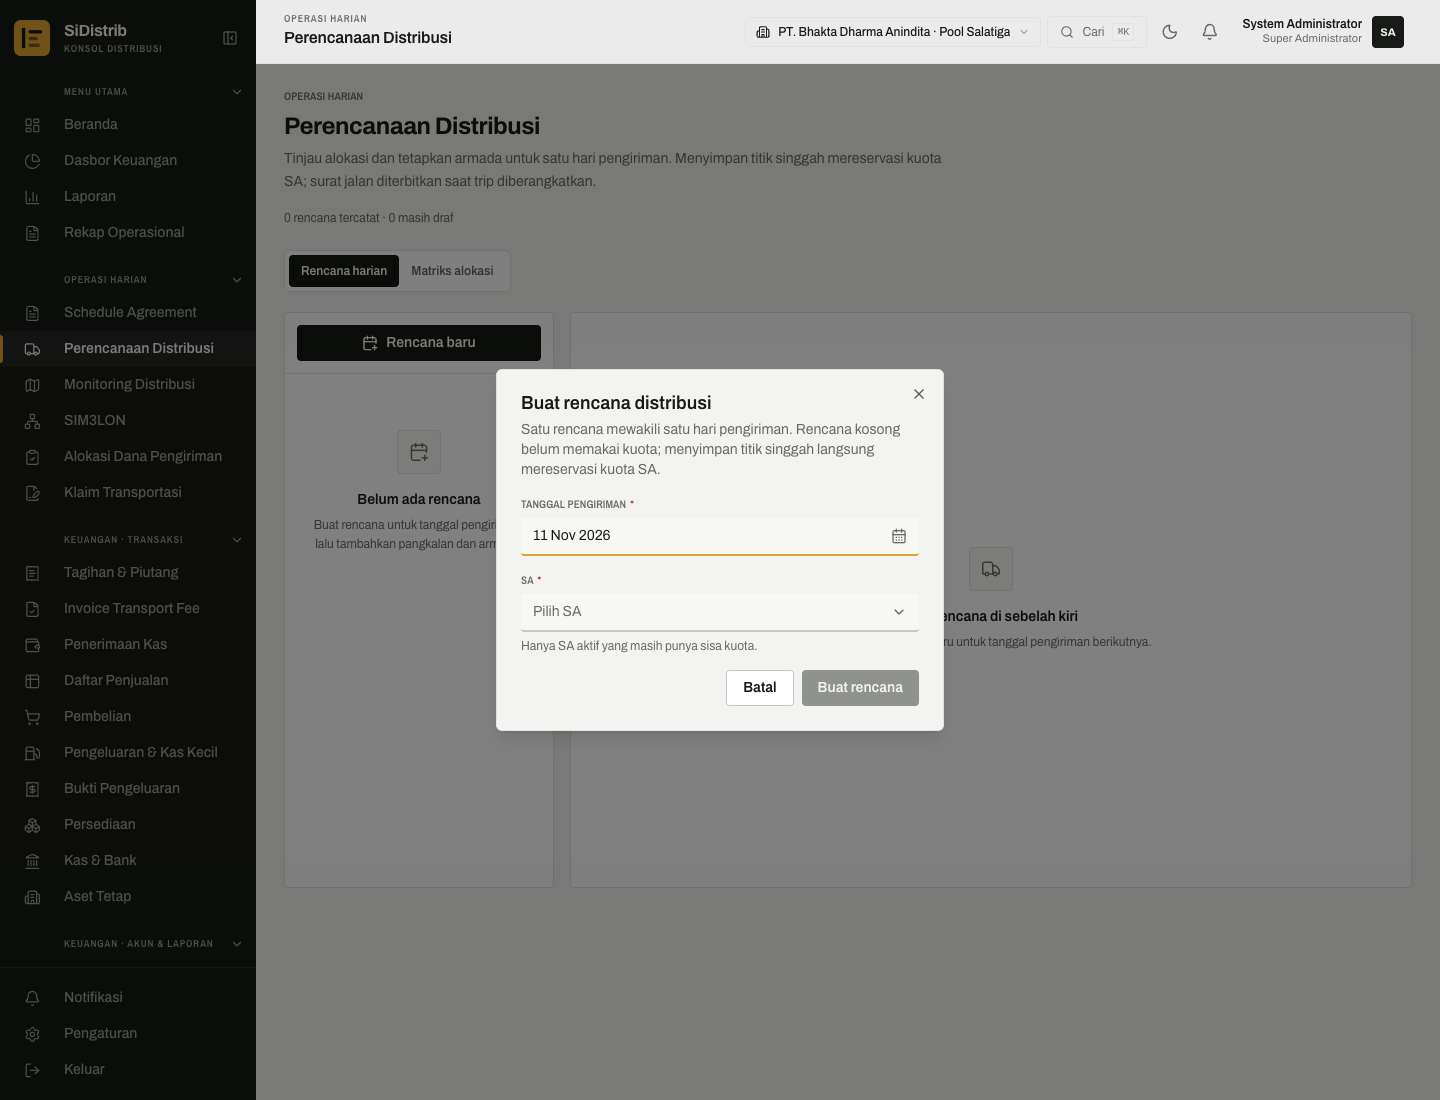 SiDistrib
KONSOL DISTRIBUSI
MENU UTAMA
Beranda
Dasbor Keuangan
Laporan
Rekap Operasional
OPERASI HARIAN
Schedule Agreement
Perencanaan Distribusi
Monitoring Distribusi
SIM3LON
Alokasi Dana Pengiriman
Klaim Transportasi
KEUANGAN · TRANSAKSI
Tagihan & Piutang
Invoice Transport Fee
Penerimaan Kas
Daftar Penjualan
Pembelian
Pengeluaran & Kas Kecil
Bukti Pengeluaran
Persediaan
Kas & Bank
Aset Tetap
KEUANGAN · AKUN & LAPORAN
Notifikasi
Pengaturan
Keluar
OPERASI HARIAN
Perencanaan Distribusi
PT. Bhakta Dharma Anindita · Pool Salatiga
Cari ⌘K
System Administrator
Super Administrator
SA
OPERASI HARIAN
Perencanaan Distribusi
Tinjau alokasi dan tetapkan armada untuk satu hari pengiriman. Menyimpan titik singgah mereservasi kuota
SA; surat jalan diterbitkan saat trip diberangkatkan.
0 rencana tercatat · 0 masih draf
Rencana harian
Matriks alokasi
Rencana baru
Belum ada rencana
Buat rencana untuk tanggal
lalu tambahkan pangkalan dan
di sebelah kiri
untuk tanggal pengiriman berikutnya.
Buat rencana distribusi
Satu rencana mewakili satu hari pengiriman. Rencana kosong
belum memakai kuota; menyimpan titik singgah langsung
mereservasi kuota SA.
TANGGAL PENGIRIMAN *
11 Nov 2026
SA *
Pilih SA
Hanya SA aktif yang masih punya sisa kuota.
Batal
Buat rencana